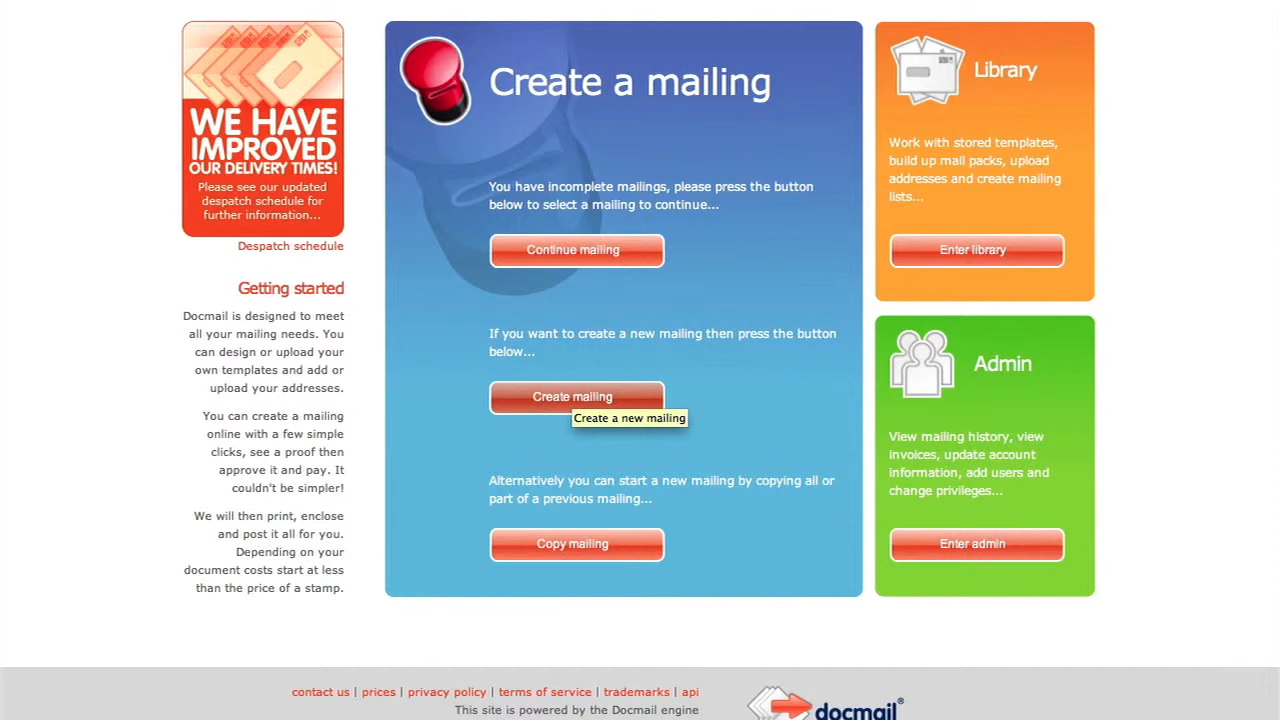 WE HAVE
IMPROVED
OUR DELIVERY TIMES!
Please see our updated
despatch schedule for
further information...
Despatch schedule
Getting started
Docmail is designed to meet
all your mailing needs. You
can design or upload your
own templates and add or
upload your addresses.
You can create a mailing
online with a few simple
clicks, see a proof then
approve it and pay. It
couldn't be simpler!
We will then print, enclose
and post it all for you.
Depending on your
document costs start at less
than the price of a stamp.
Create a mailing
You have incomplete mailings, please press the button
below to select a mailing to continue...
Continue mailing
If you want to create a new mailing then press the button
below...
Create mailing
Create a new mailing
Alternatively you can start a new mailing by copying all or
part of a previous mailing...
Copy mailing
Library
Work with stored templates,
build up mail packs, upload
addresses and create mailing
lists...
Enter library
Admin
View mailing history, view
invoices, update account
information, add users and
change privileges...
Enter admin
contact us | prices | privacy policy | terms of service | trademarks | api
This site is powered by the Docmail engine
docmail®